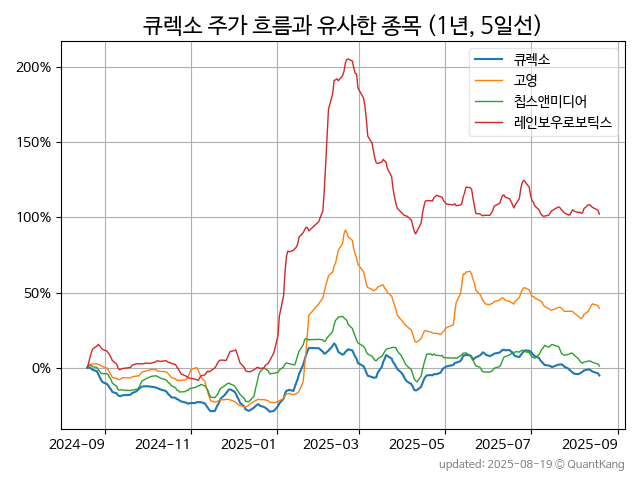 큐렉소 주가 흐름과 유사한 종목 (1년, 5일선)
큐렉소
고영
칩스앤미디어
레인보우로보틱스
200%
150%
100%
50%
0%
2024-09 2024-11 2025-01 2025-03 2025-05 2025-07 2025-09
updated: 2025-08-19 © QuantKang